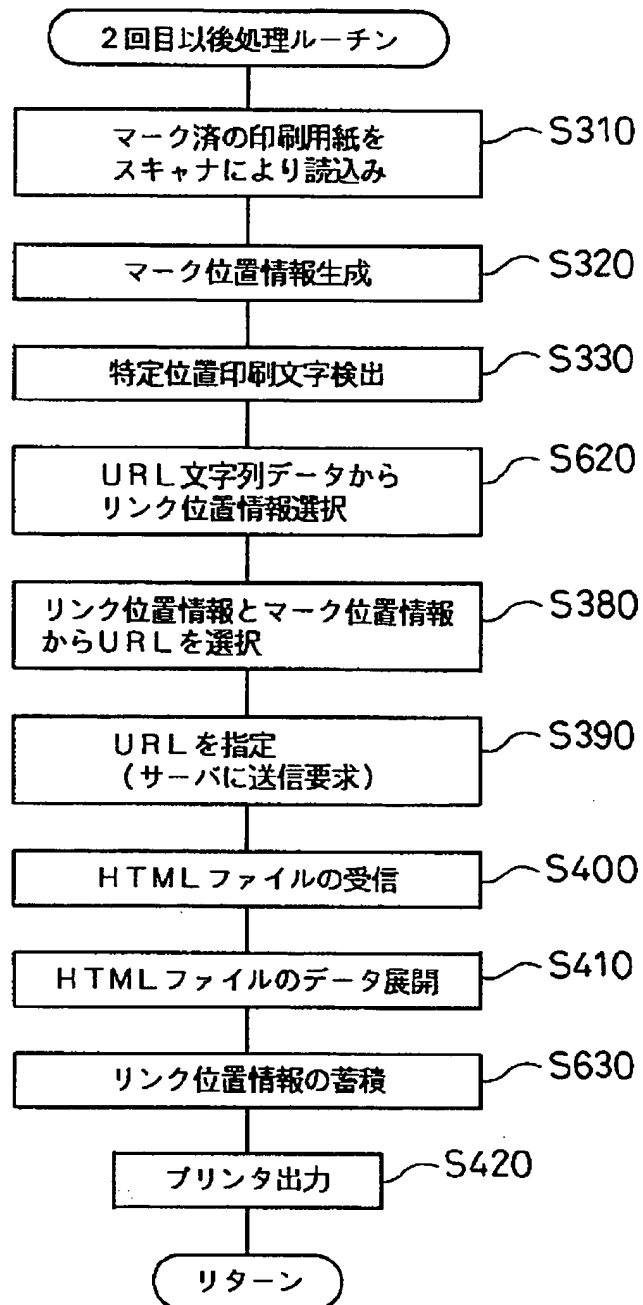 2回目以後処理ルーチン
マーク済の印刷用紙を
スキャナにより読込み
S310
マーク位置情報生成
S320
特定位置印刷文字検出
S330
URL文字列データから
リンク位置情報選択
S620
リンク位置情報とマーク位置情報
からURLを選択
S380
URLを指定
(サーバに送信要求)
S390
HTMLファイルの受信
S400
HTMLファイルのデータ展開
S410
リンク位置情報の蓄積
S630
プリンタ出力
S420
リターン